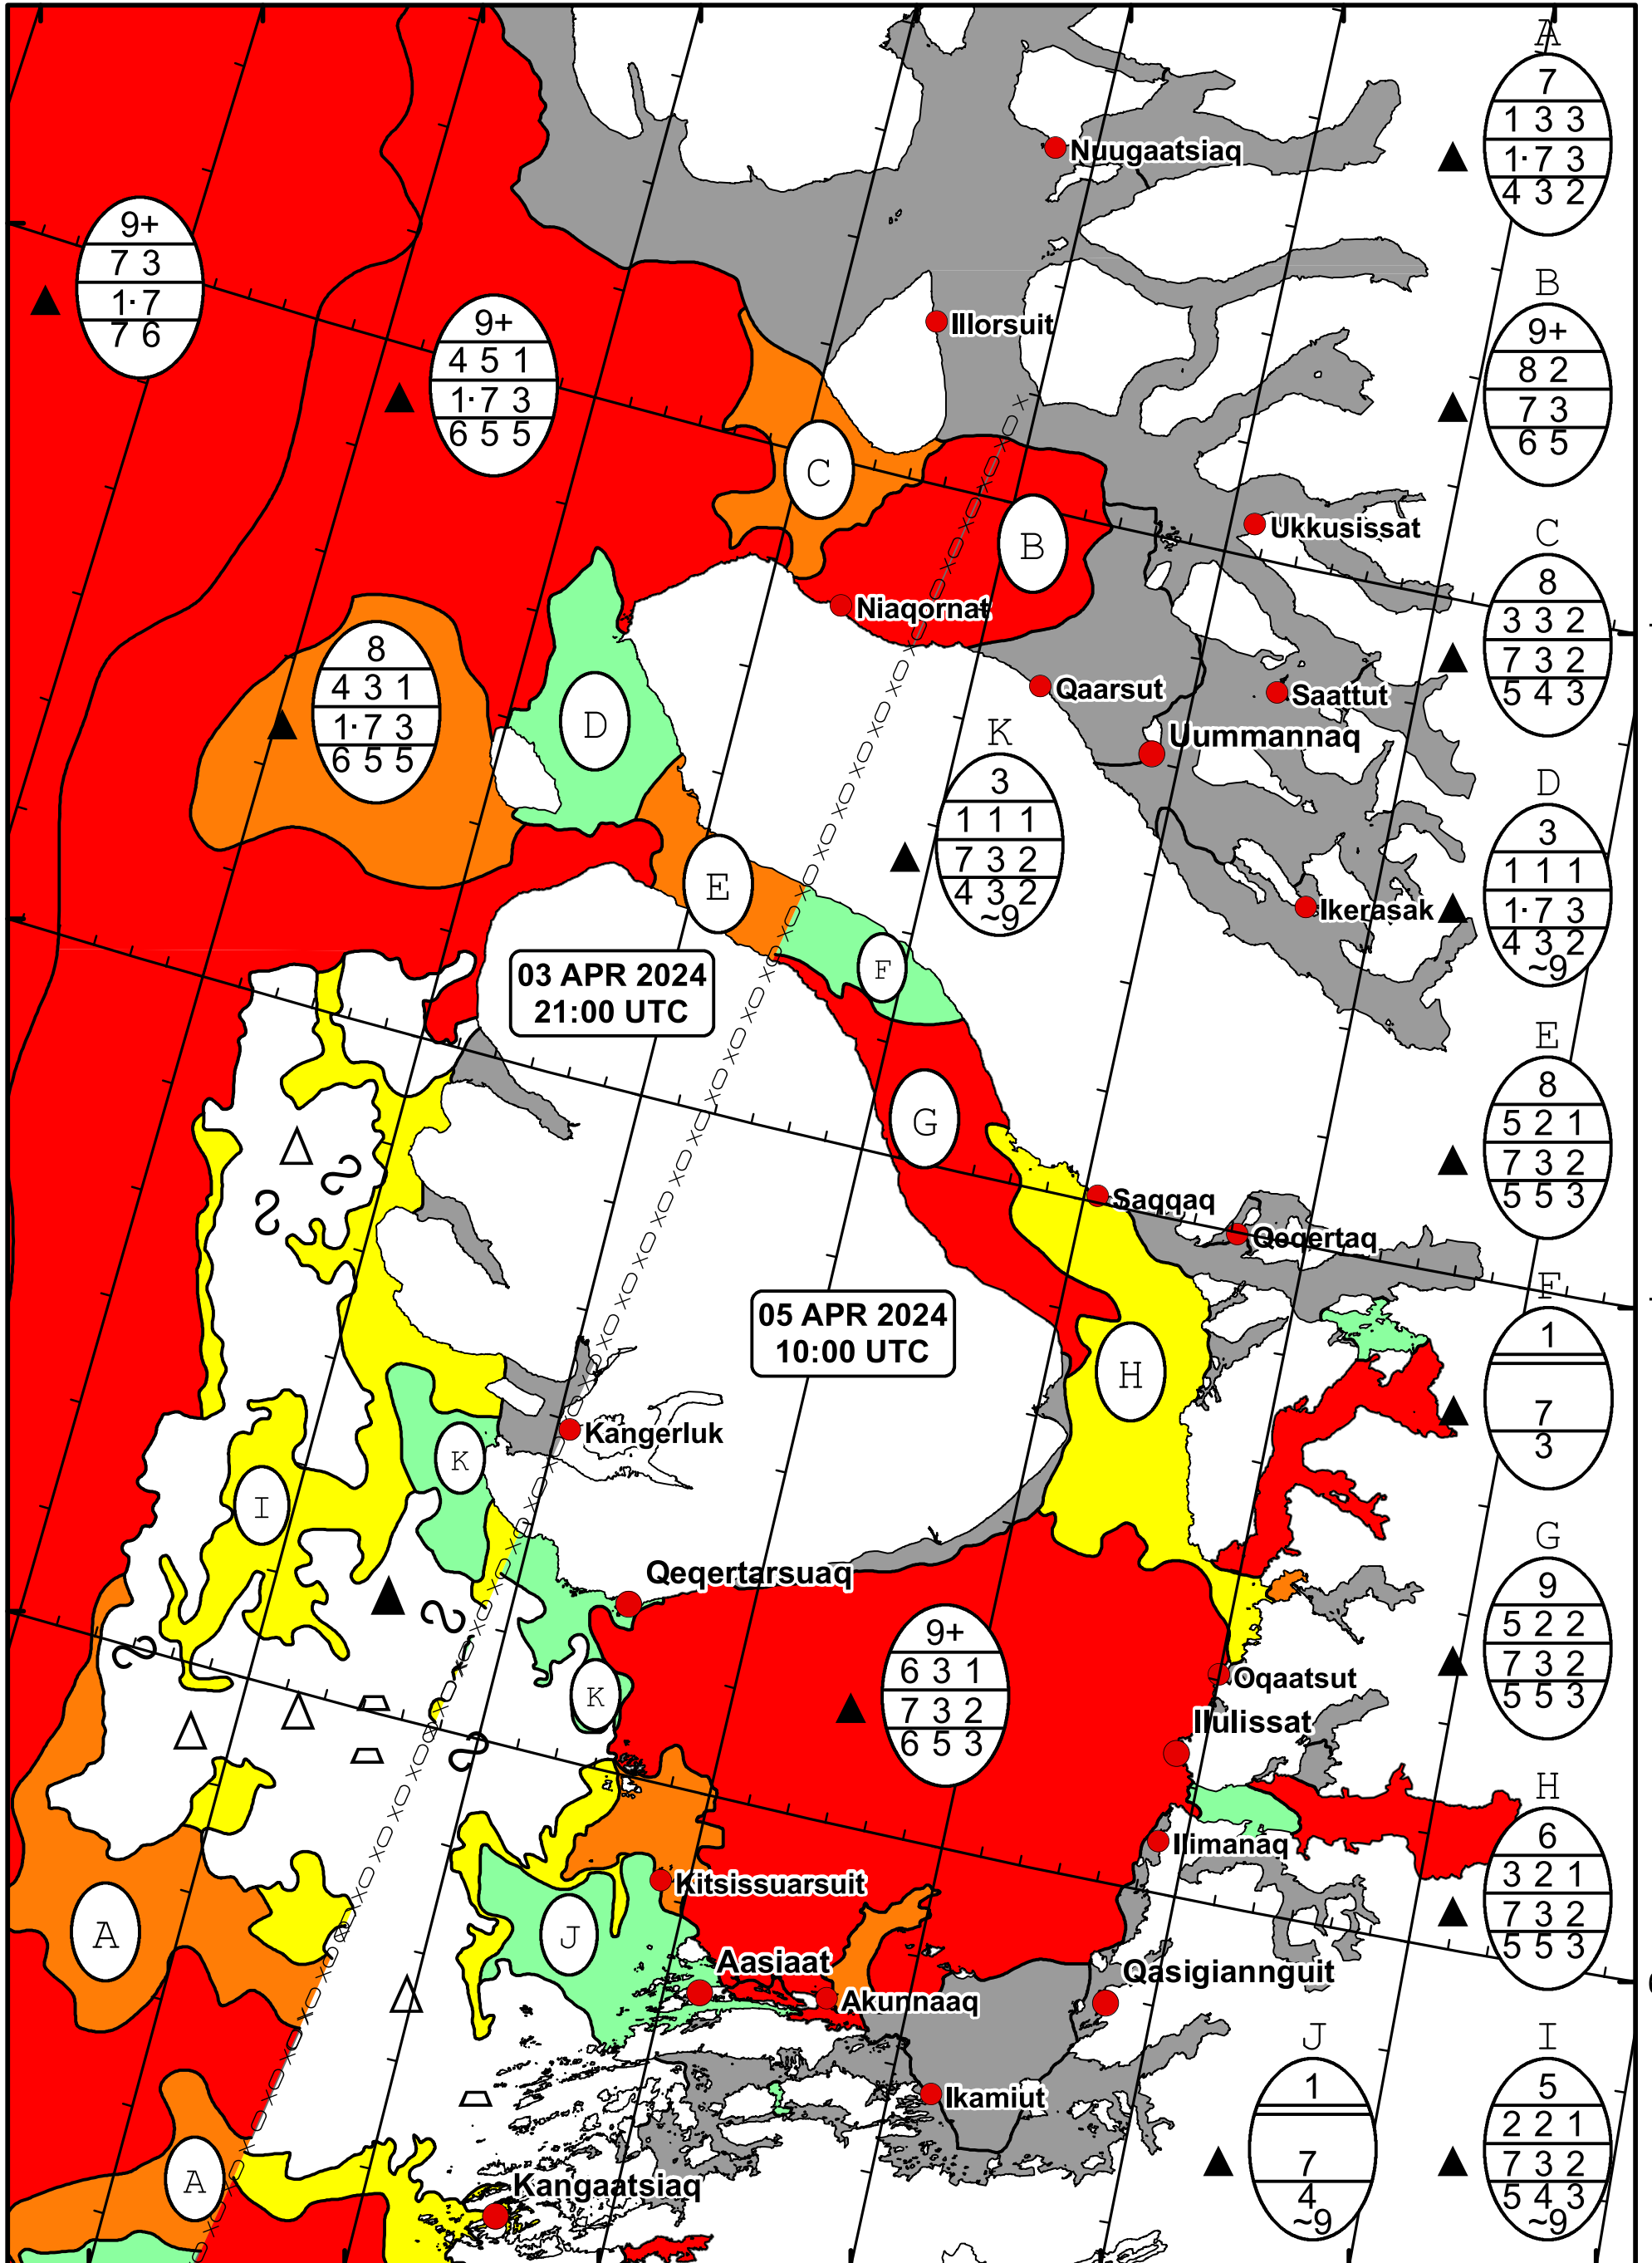 A
7
1 3 3
1· 7 3
4 3 2
Nuugaatsiaq
9+
7 3
1· 7
7 6
B
9+
8 2
7 3
6 5
9+
4 5 1
1· 7 3
6 5 5
Illorsuit
C
B
Ukkusissat
C
8
3 3 2
7 3 2
5 4 3
Niaqornat
8
4 3 1
1· 7 3
6 5 5
D
Qaarsut
Saattut
Uummannaq
K
3
1 1 1
7 3 2
4 3 2
~9
D
3
1 1 1
1· 7 3
4 3 2
~9
E
Ikerasak
F
03 APR 2024
21:00 UTC
E
8
5 2 1
7 3 2
5 5 3
G
Saqqaq
Qeqertaq
05 APR 2024
10:00 UTC
F
1
7
3
H
Kangerluk
K
I
G
9
5 2 2
7 3 2
5 5 3
Qeqertarsuaq
9+
6 3 1
7 3 2
6 5 3
Oqaatsut
K
Ilulissat
H
6
3 2 1
7 3 2
5 5 3
Ilimanaq
Kitsissuarsuit
A
J
Aasiaat
Akunnaaq
Qasigiannguit
J
1
7
4
~9
I
5
2 2 1
7 3 2
5 4 3
~9
Ikamiut
A
Kangaatsiaq